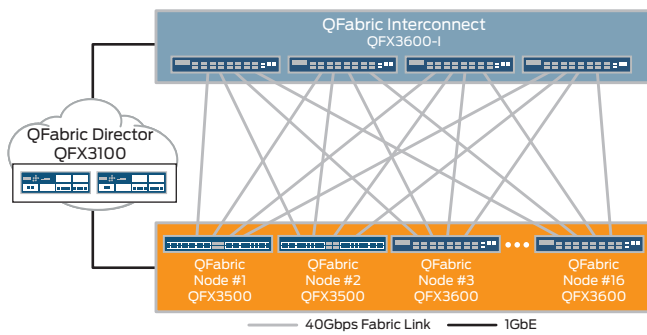 QFabric Interconnect
QFX3600-I
QFabric Director
QFX3100
QFabric
Node #1
QFX3500
QFabric
Node #2
QFX3500
QFabric
Node #3
QFX3600
QFabric
Node #16
QFX3600
40Gbps Fabric Link
1GbE